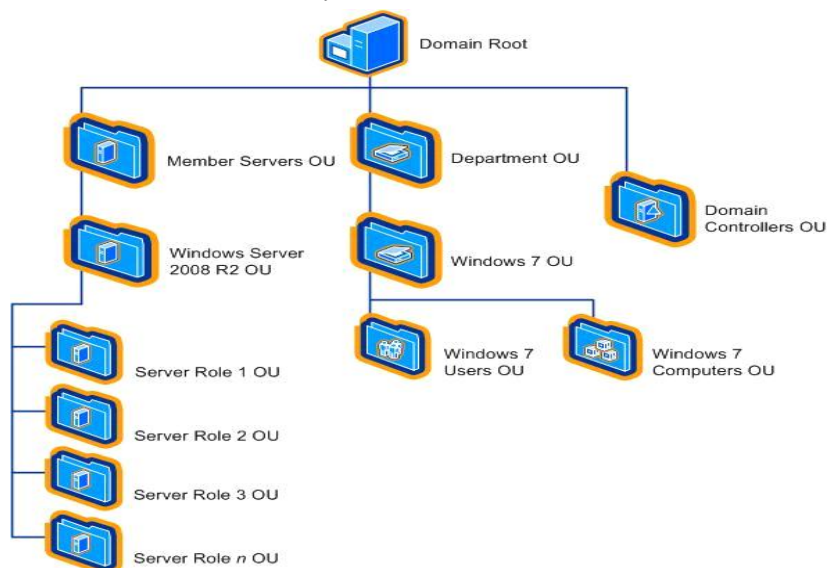 Domain Root
Member Servers OU
Department OU
Domain
Controllers OU
Windows Server
2008 R2 OU
Windows 7 OU
Windows 7
Users OU
Windows 7
Computers OU
Server Role 1 OU
Server Role 2 OU
Server Role 3 OU
Server Role n OU